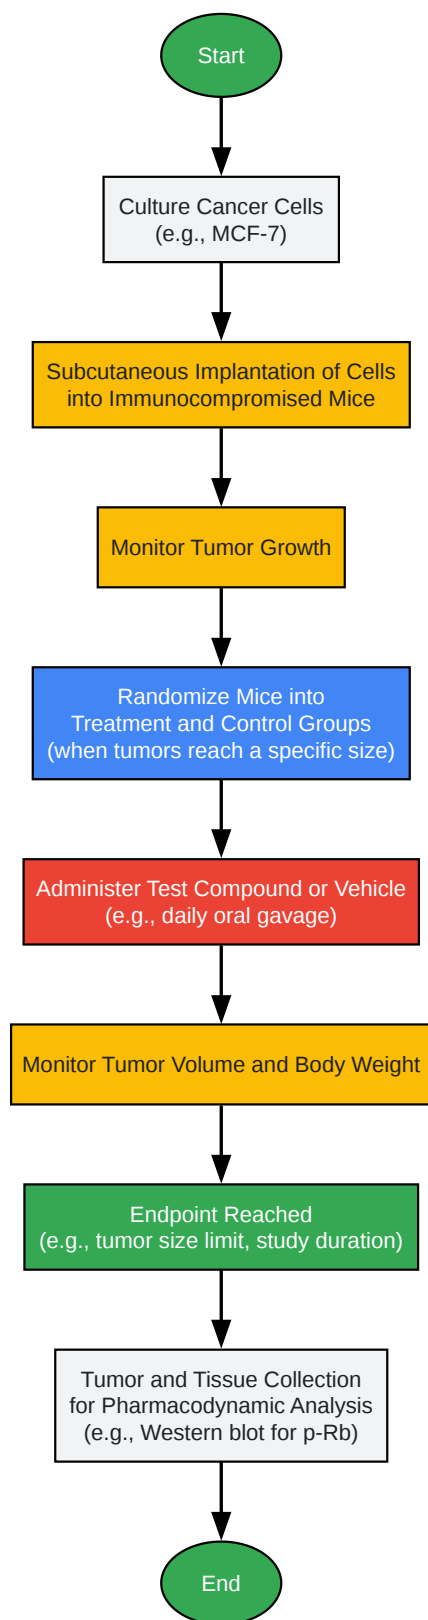 Start
Culture Cancer Cells
(e.g., MCF-7)
Subcutaneous Implantation of Cells
into Immunocompromised Mice
Monitor Tumor Growth
Randomize Mice into
Treatment and Control Groups
(when tumors reach a specific size)
Administer Test Compound or Vehicle
(e.g., daily oral gavage)
Monitor Tumor Volume and Body Weight
Endpoint Reached
(e.g., tumor size limit, study duration)
Tumor and Tissue Collection
for Pharmacodynamic Analysis
(e.g., Western blot for p-Rb)
End